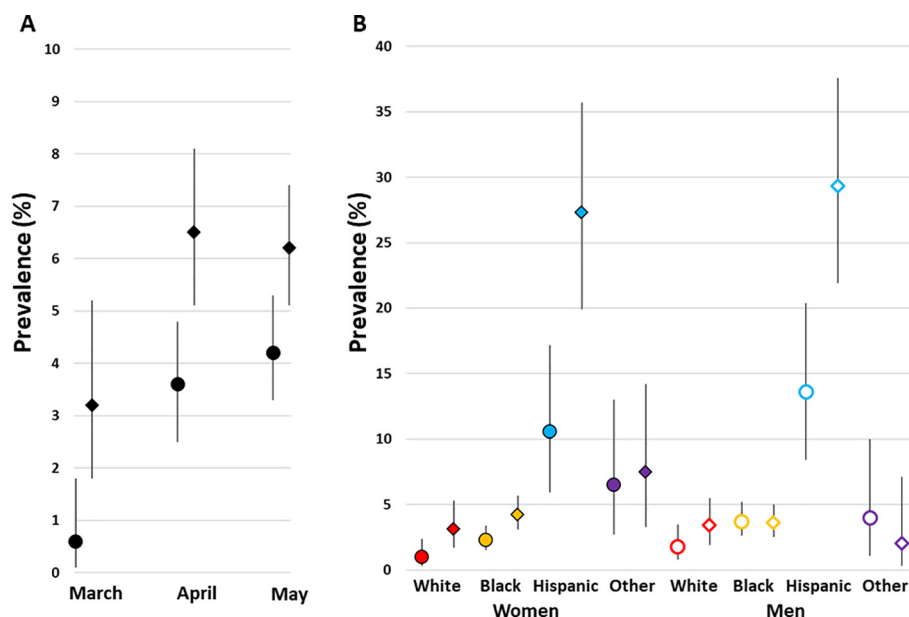 A
Prevalence (%)
10
9
8
7
6
5
4
3
2
1
0
March April May
B
Prevalence (%)
40
35
30
25
20
15
10
5
0
White Black Hispanic Other White Black Hispanic Other
Women Men